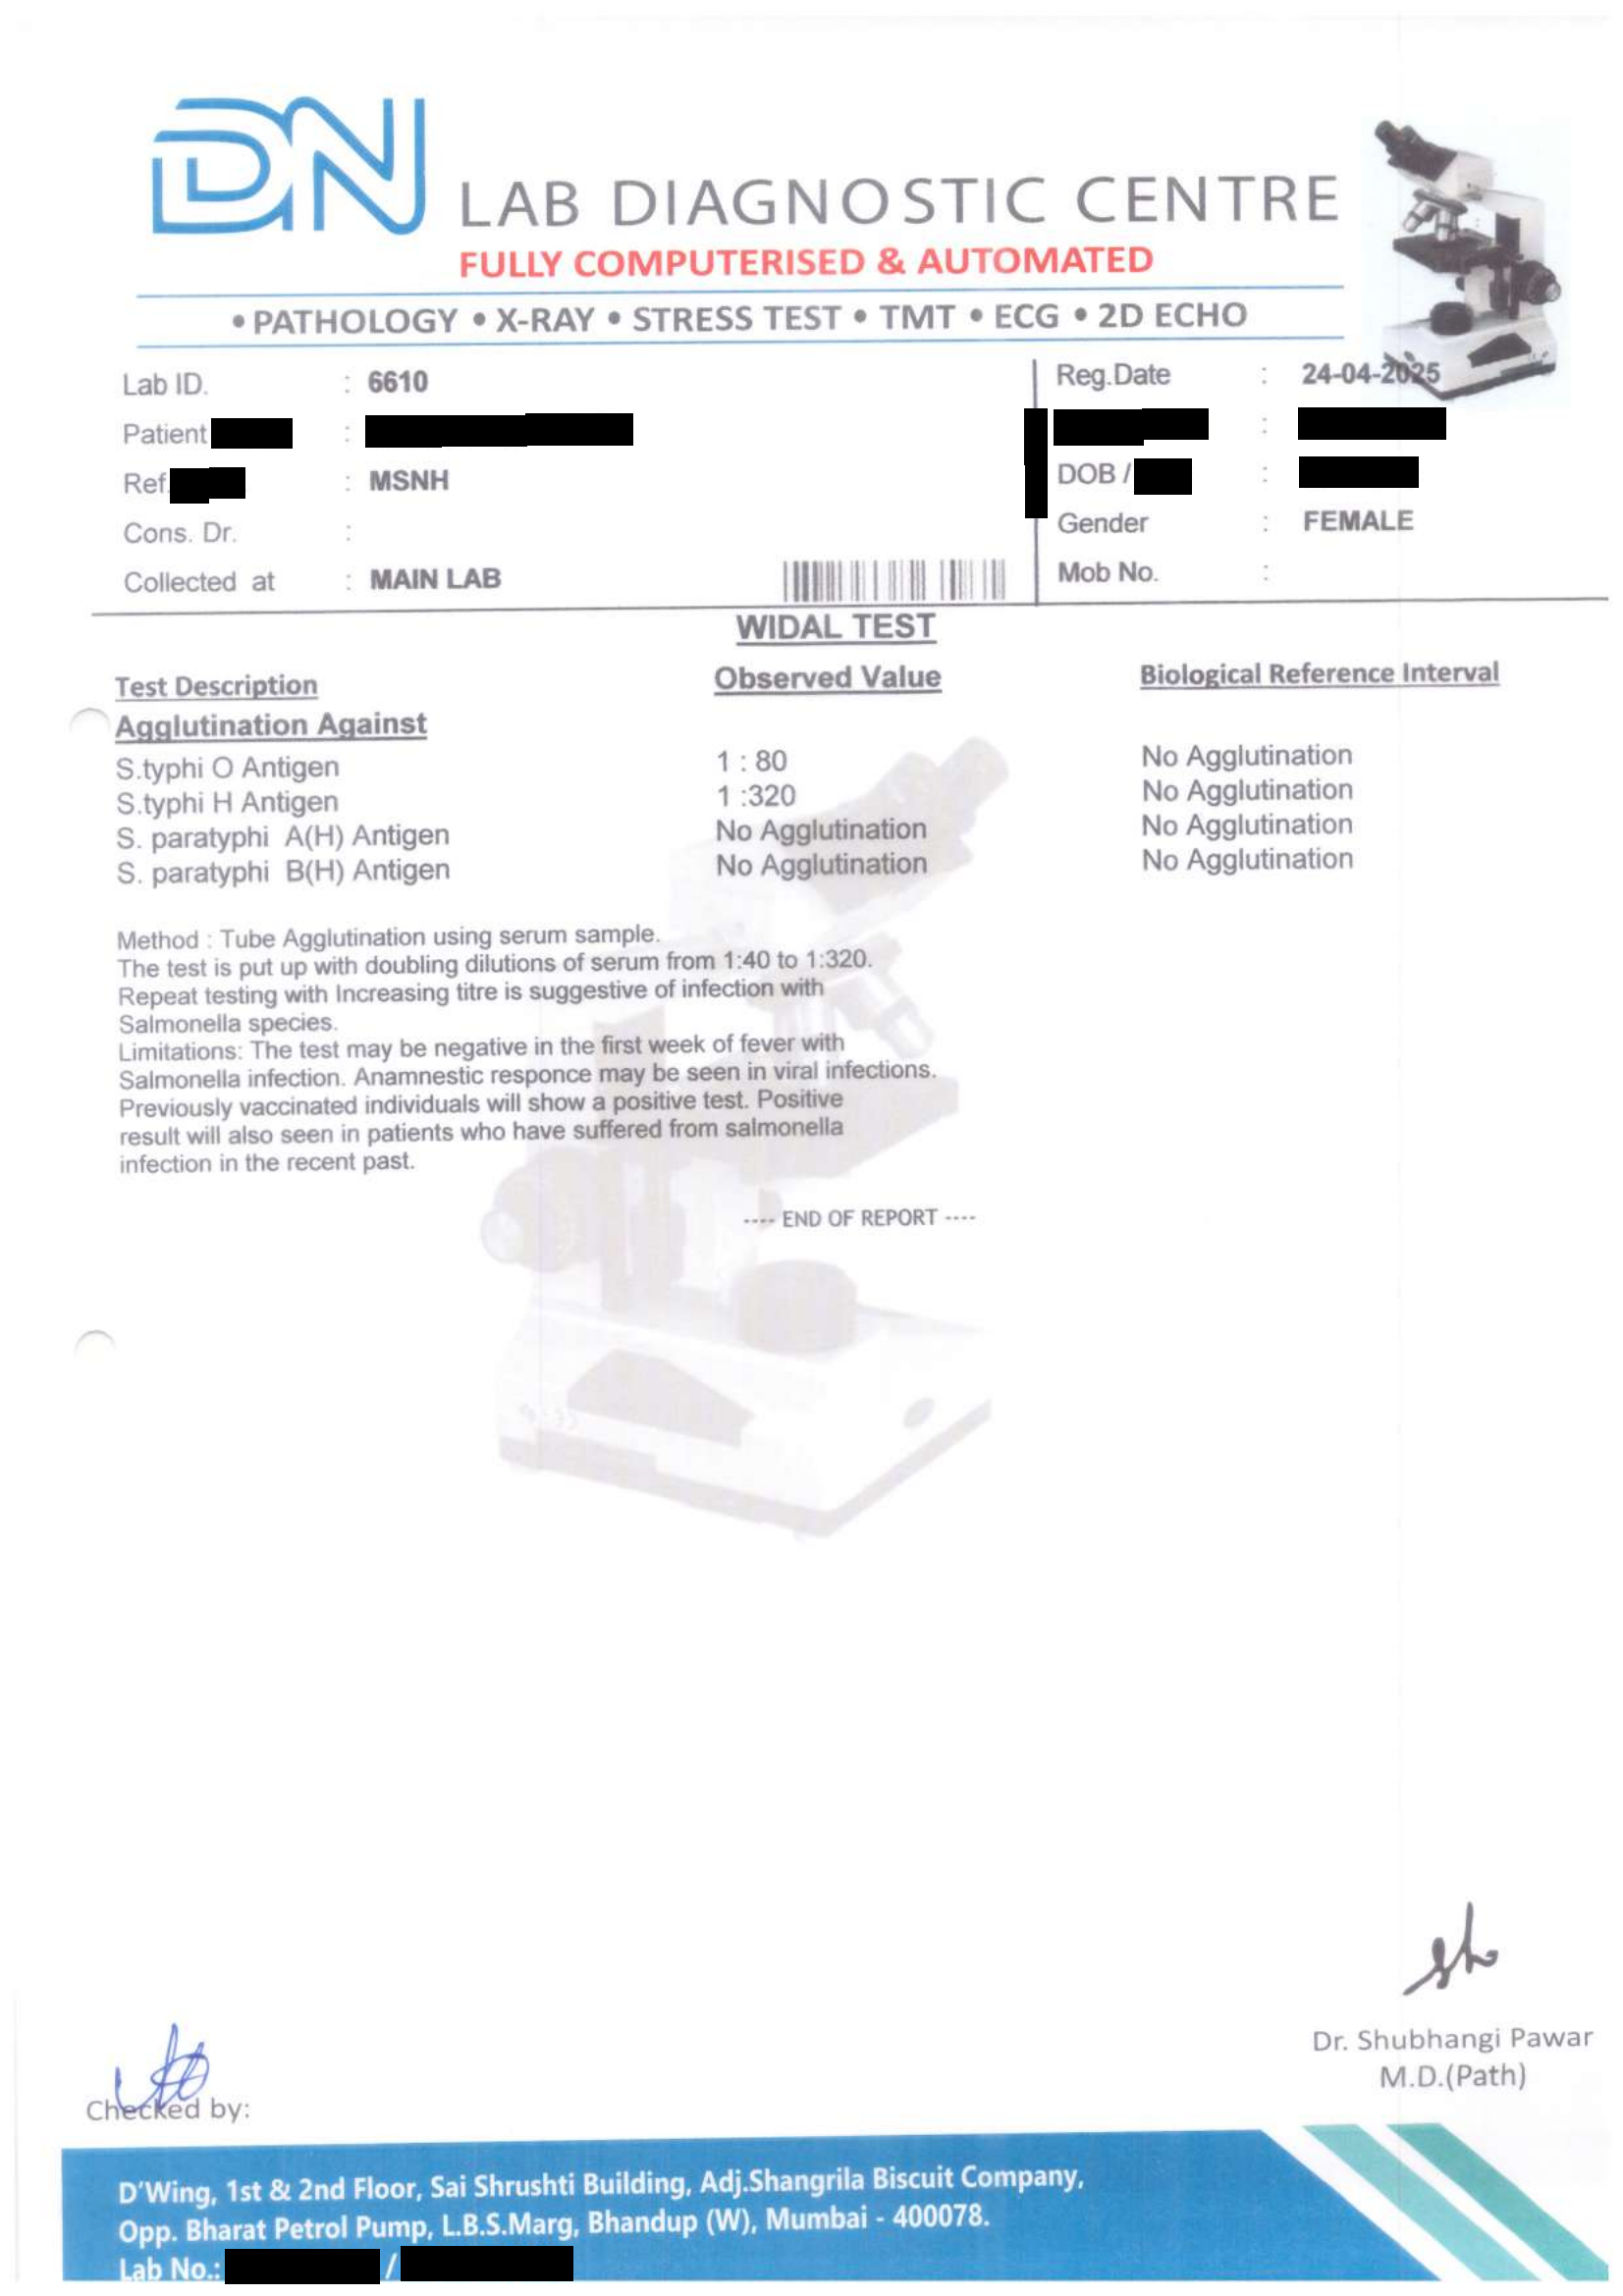 DN LAB DIAGNOSTIC CENTRE
FULLY COMPUTERISED & AUTOMATED
• PATHOLOGY • X-RAY • STRESS TEST • TMT • ECG • 2D ECHO
Lab ID. : 6610
Reg.Date : 24-04-2025
Patient :
:
Ref. : MSNH
DOB / :
Cons. Dr. :
Gender : FEMALE
Collected at : MAIN LAB
Mob No. :
WIDAL TEST
Test Description Observed Value Biological Reference Interval
Agglutination Against
S.typhi O Antigen 1 : 80 No Agglutination
S.typhi H Antigen 1 :320 No Agglutination
S. paratyphi A(H) Antigen No Agglutination No Agglutination
S. paratyphi B(H) Antigen No Agglutination No Agglutination
Method : Tube Agglutination using serum sample.
The test is put up with doubling dilutions of serum from 1:40 to 1:320.
Repeat testing with Increasing titre is suggestive of infection with
Salmonella species.
Limitations: The test may be negative in the first week of fever with
Salmonella infection. Anamnestic responce may be seen in viral infections.
Previously vaccinated individuals will show a positive test. Positive
result will also seen in patients who have suffered from salmonella
infection in the recent past.
---- END OF REPORT ----
Dr. Shubhangi Pawar
M.D.(Path)
Checked by:
D'Wing, 1st & 2nd Floor, Sai Shrushti Building, Adj.Shangrila Biscuit Company,
Opp. Bharat Petrol Pump, L.B.S.Marg, Bhandup (W), Mumbai - 400078.
Lab No.: /